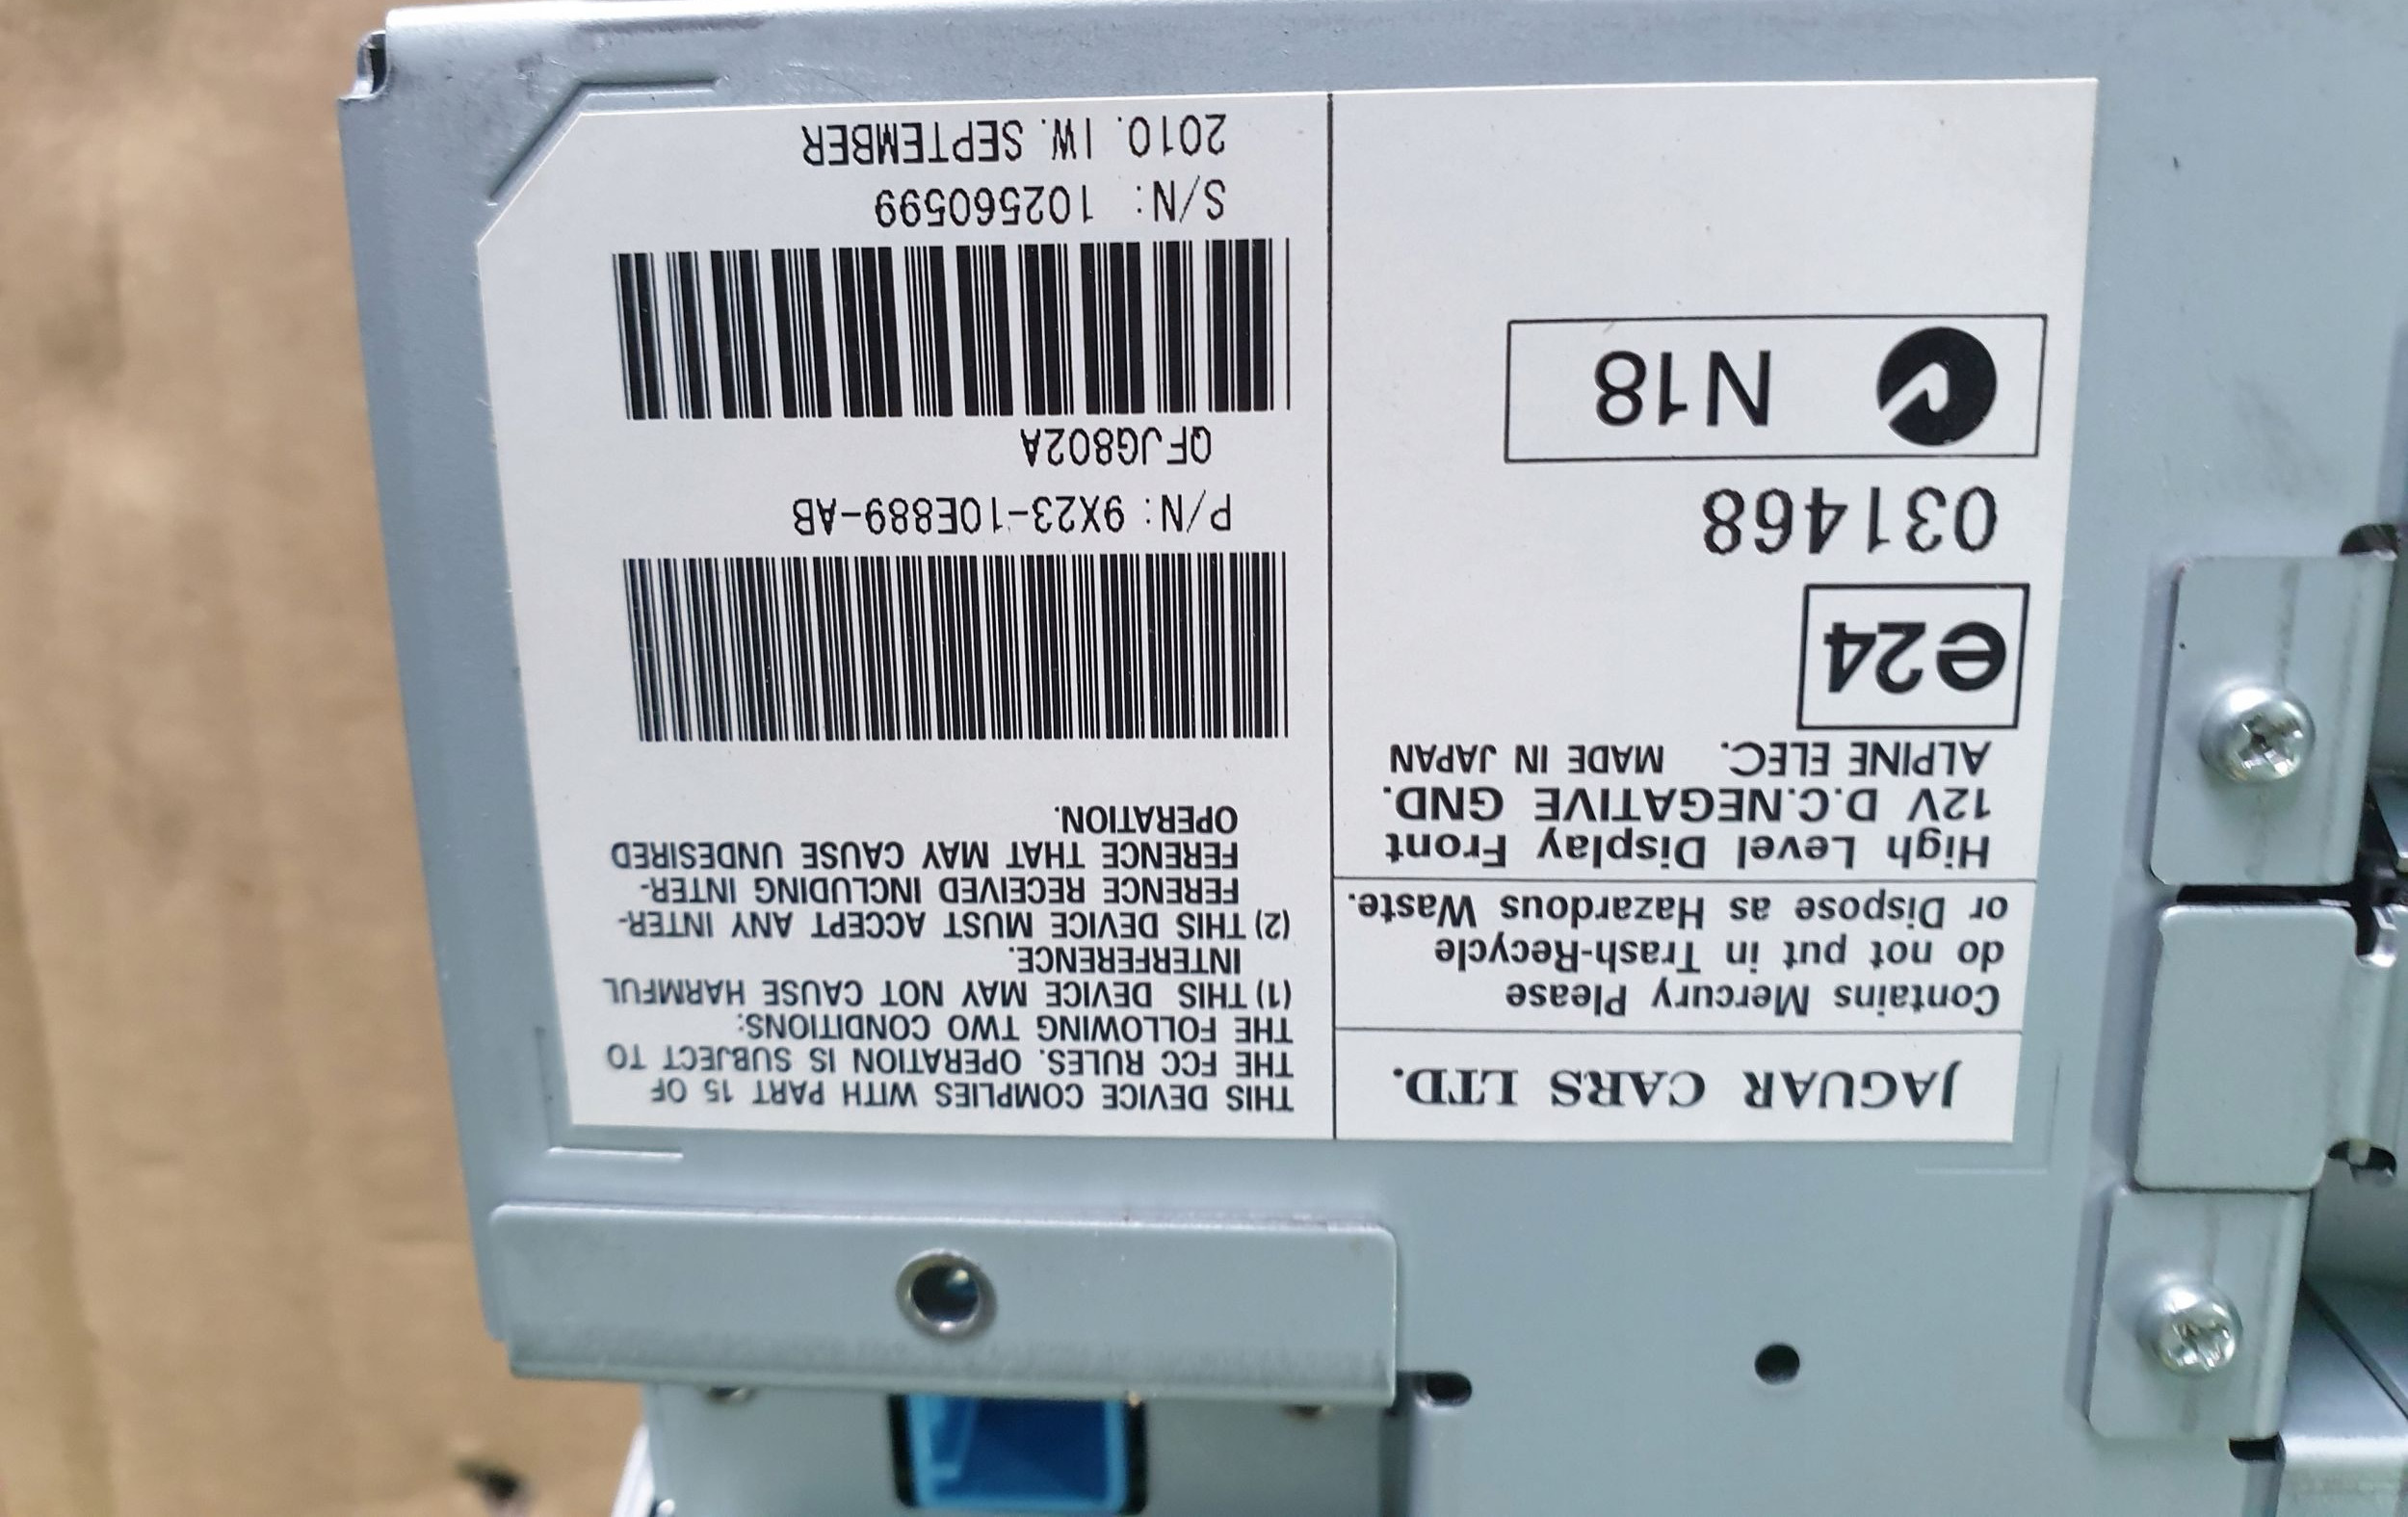 JAGUAR CARS LTD.
Contains Mercury Please
do not put in Trash-Recycle
or Dispose as Hazardous Waste.
High Level Display Front
12V D.C.NEGATIVE GND.
ALPINE ELEC. MADE IN JAPAN
e24
031468
N18
THIS DEVICE COMPLIES WITH PART 15 OF
THE FCC RULES. OPERATION IS SUBJECT TO
THE FOLLOWING TWO CONDITIONS:
(1) THIS DEVICE MAY NOT CAUSE HARMFUL
INTERFERENCE.
(2) THIS DEVICE MUST ACCEPT ANY INTER-
FERENCE RECEIVED INCLUDING INTER-
FERENCE THAT MAY CAUSE UNDESIRED
OPERATION.
P/N: 9X23-10E889-AB
QFJG802A
S/N: 102560599
2010. 1W. SEPTEMBER